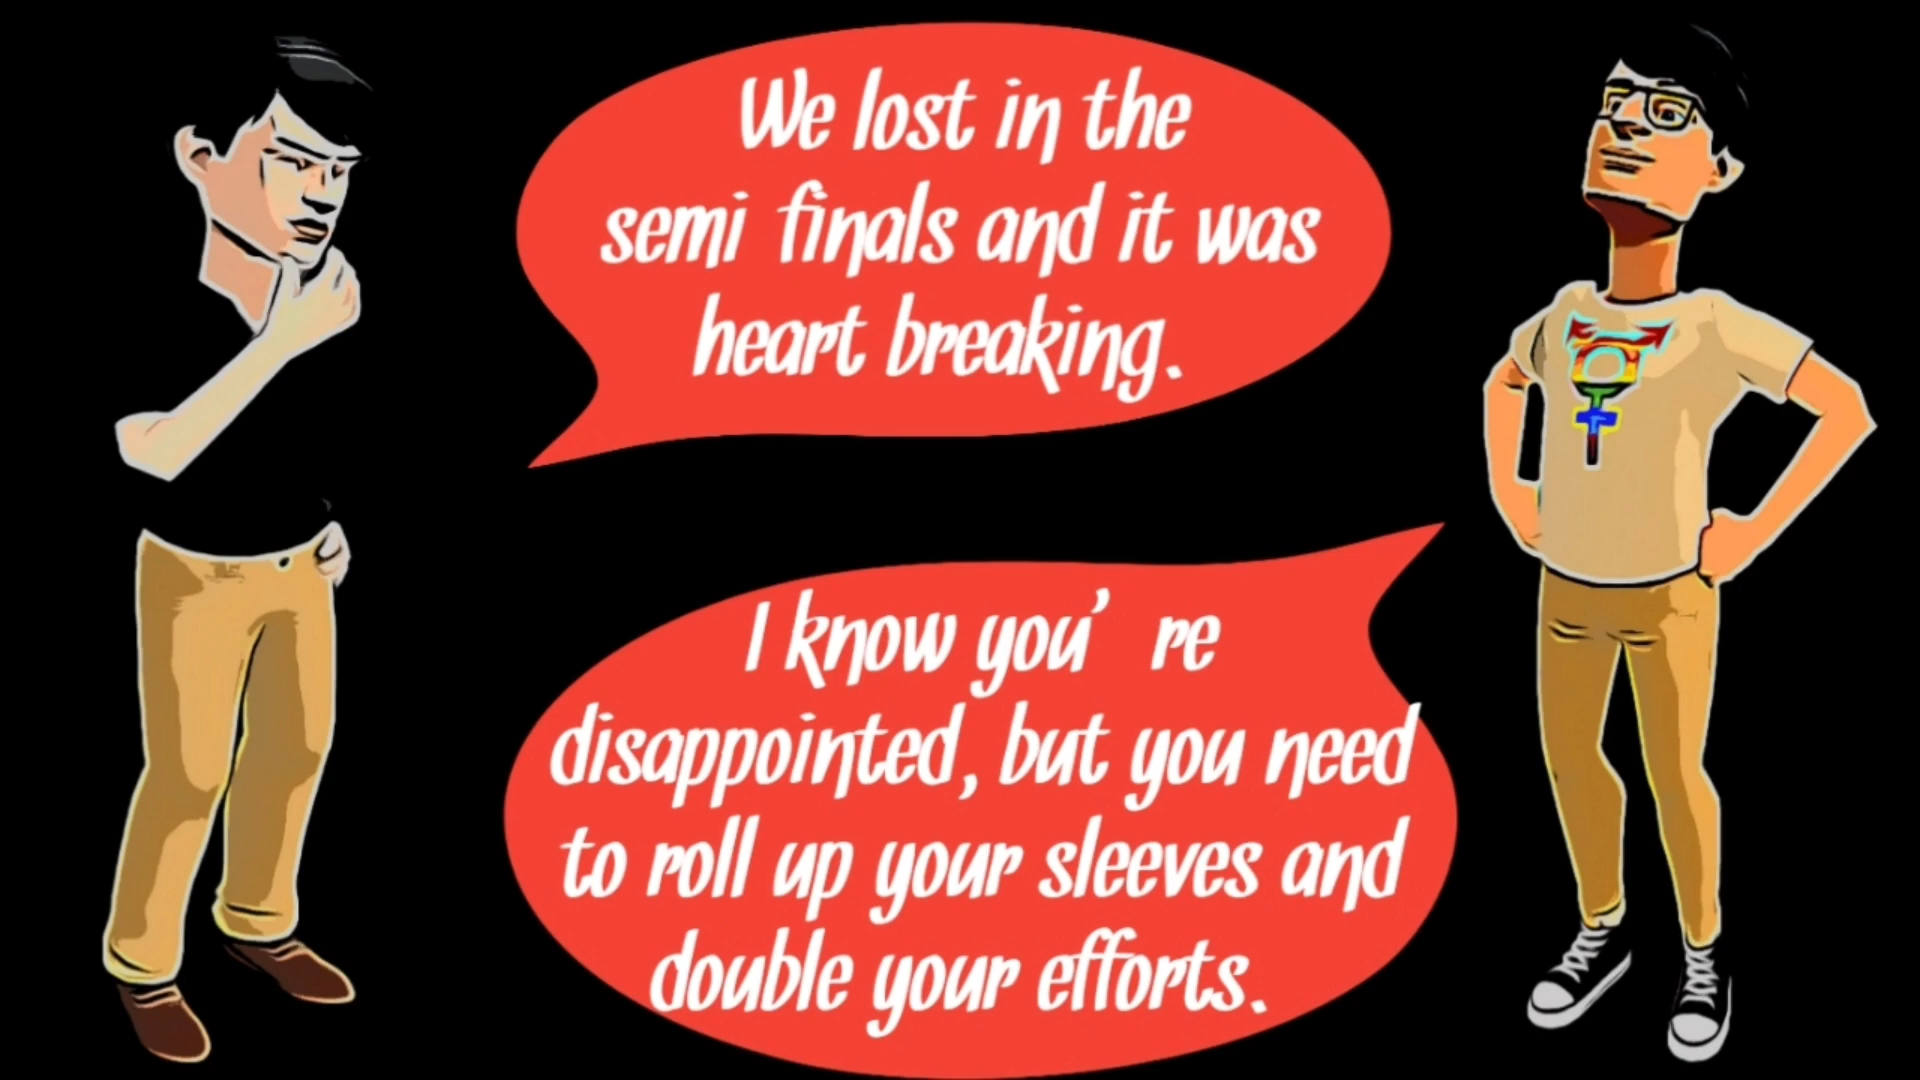 We lost in the
semi finals and it was
heart breaking.
I know you’ re
disappointed, but you need
to roll up your sleeves and
double your efforts.